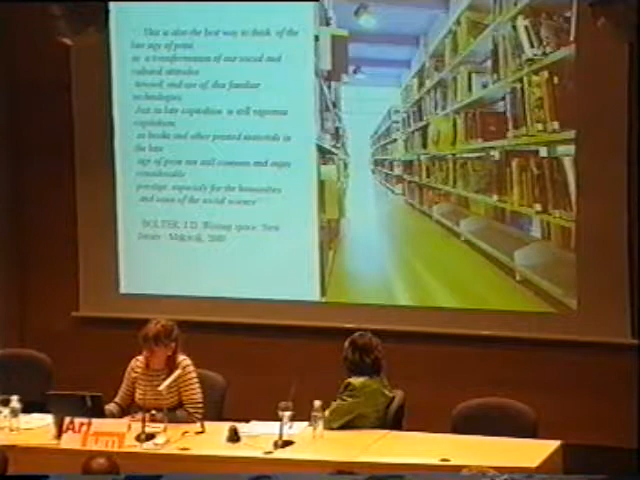 This is also the best way to think of the
late age of print
as a transformation of our social and
cultural attitudes
toward, and use of, this familiar
technologies.
Just as late capitalism is still vigorous
capitalism,
so books and other printed materials in
the late
age of print are still common and enjoy
considerable
prestige, especially for the humanities
and some of the social science"
BOLTER, J.D. Writing space. New
Jersey: 2000
Art